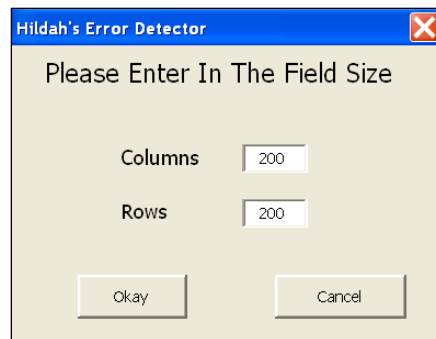 Hildah's Error Detector
Please Enter In The Field Size
Columns 200
Rows 200
Okay Cancel